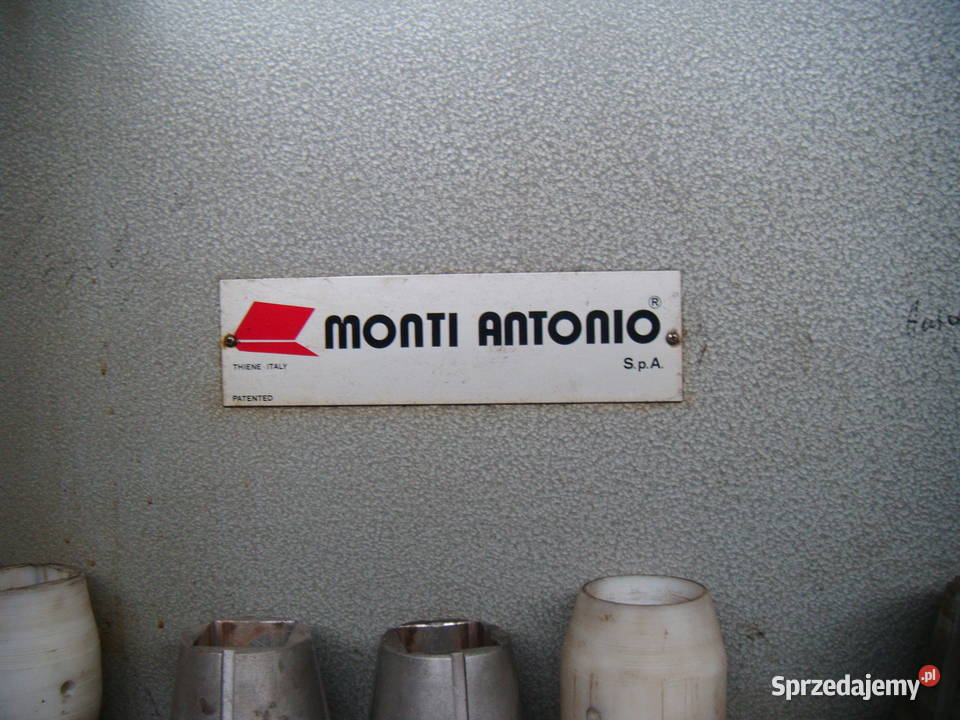 MONTI ANTONIO®
S.p.A.
THIENE ITALY
PATENTED
Sprzedajemy.pl